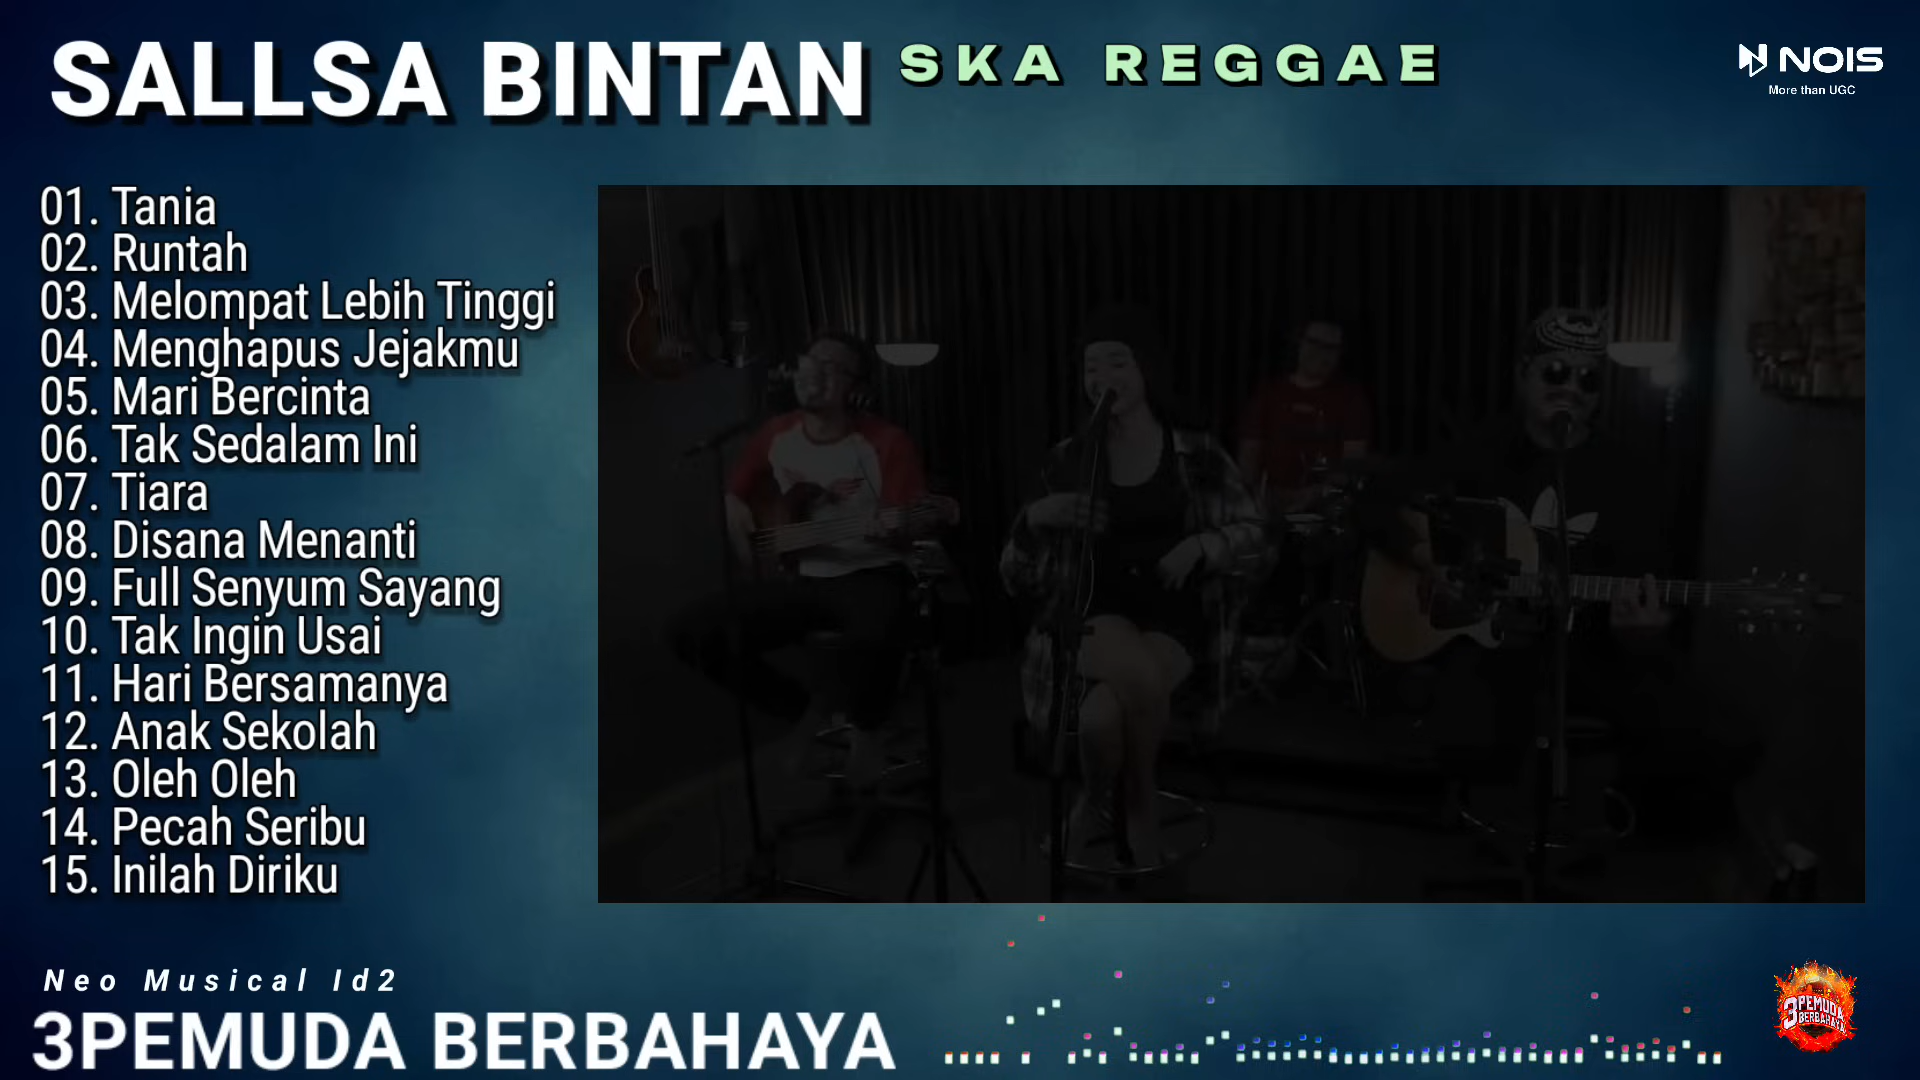 SALLSA BINTAN SKA REGGAE
NOIS
More than UGC
01. Tania
02. Runtah
03. Melompat Lebih Tinggi
04. Menghapus Jejakmu
05. Mari Bercinta
06. Tak Sedalam Ini
07. Tiara
08. Disana Menanti
09. Full Senyum Sayang
10. Tak Ingin Usai
11. Hari Bersamanya
12. Anak Sekolah
13. Oleh Oleh
14. Pecah Seribu
15. Inilah Diriku
Neo Musical Id2
3PEMUDA BERBAHAYA
3PEMUDA
BERBAHAYA